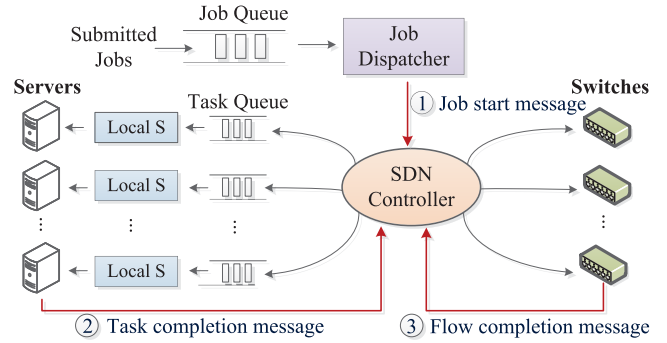 Job Queue
Submitted
Jobs
Job
Dispatcher
Servers
Switches
Task Queue
1 Job start message
Local S
SDN
Controller
Local S
Local S
2 Task completion message
3 Flow completion message